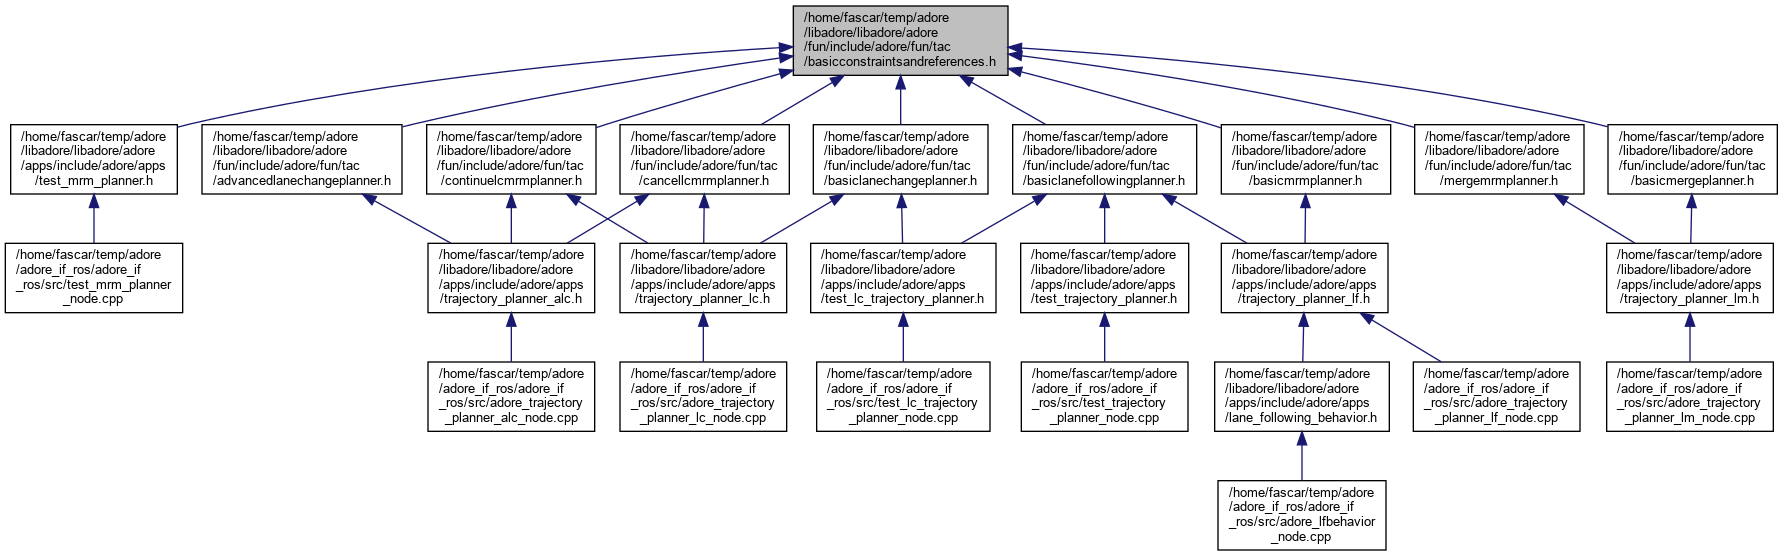 /home/fascar/temp/adore
/libadore/libadore/adore
/fun/include/adore/fun/tac
/basicconstraintsandreferences.h
/home/fascar/temp/adore
/libadore/libadore/adore
/apps/include/adore/apps
/test_mrm_planner.h
/home/fascar/temp/adore
/libadore/libadore/adore
/fun/include/adore/fun/tac
/advancedlanechangeplanner.h
/home/fascar/temp/adore
/libadore/libadore/adore
/fun/include/adore/fun/tac
/continuelcmrmplanner.h
/home/fascar/temp/adore
/libadore/libadore/adore
/fun/include/adore/fun/tac
/cancellcmrmplanner.h
/home/fascar/temp/adore
/libadore/libadore/adore
/fun/include/adore/fun/tac
/basiclanechangeplanner.h
/home/fascar/temp/adore
/libadore/libadore/adore
/fun/include/adore/fun/tac
/basiclanefollowingplanner.h
/home/fascar/temp/adore
/libadore/libadore/adore
/fun/include/adore/fun/tac
/basicmrmplanner.h
/home/fascar/temp/adore
/libadore/libadore/adore
/fun/include/adore/fun/tac
/mergemrmplanner.h
/home/fascar/temp/adore
/libadore/libadore/adore
/fun/include/adore/fun/tac
/basicmergeplanner.h
/home/fascar/temp/adore
/adore_if_ros/adore_if
_ros/src/test_mrm_planner
_node.cpp
/home/fascar/temp/adore
/libadore/libadore/adore
/apps/include/adore/apps
/trajectory_planner_alc.h
/home/fascar/temp/adore
/libadore/libadore/adore
/apps/include/adore/apps
/trajectory_planner_lc.h
/home/fascar/temp/adore
/libadore/libadore/adore
/apps/include/adore/apps
/test_lc_trajectory_planner.h
/home/fascar/temp/adore
/libadore/libadore/adore
/apps/include/adore/apps
/test_trajectory_planner.h
/home/fascar/temp/adore
/libadore/libadore/adore
/apps/include/adore/apps
/trajectory_planner_lf.h
/home/fascar/temp/adore
/libadore/libadore/adore
/apps/include/adore/apps
/trajectory_planner_lm.h
/home/fascar/temp/adore
/adore_if_ros/adore_if
_ros/src/adore_trajectory
_planner_alc_node.cpp
/home/fascar/temp/adore
/adore_if_ros/adore_if
_ros/src/adore_trajectory
_planner_lc_node.cpp
/home/fascar/temp/adore
/adore_if_ros/adore_if
_ros/src/test_lc_trajectory
_planner_node.cpp
/home/fascar/temp/adore
/adore_if_ros/adore_if
_ros/src/test_trajectory
_planner_node.cpp
/home/fascar/temp/adore
/libadore/libadore/adore
/apps/include/adore/apps
/lane_following_behavior.h
/home/fascar/temp/adore
/adore_if_ros/adore_if
_ros/src/adore_trajectory
_planner_lf_node.cpp
/home/fascar/temp/adore
/adore_if_ros/adore_if
_ros/src/adore_trajectory
_planner_lm_node.cpp
/home/fascar/temp/adore
/adore_if_ros/adore_if
_ros/src/adore_lfbehavior
_node.cpp